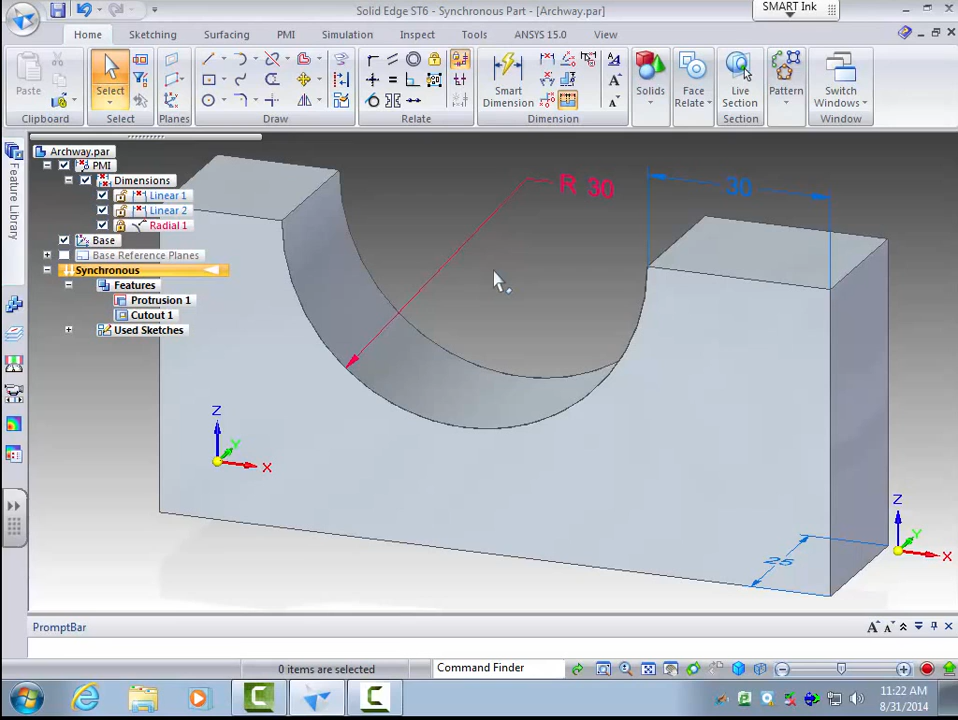 Solid Edge ST6 - Synchronous Part - [Archway.par]
SMART Ink
Home
Sketching
Surfacing
PMI
Simulation
Inspect
Tools
ANSYS 15.0
View
Paste
Select
Smart
Dimension
Solids
Face
Relate
Live
Section
Pattern
Switch
Windows
Clipboard
Select
Planes
Draw
Relate
Dimension
Section
Window
Feature Library
Archway.par
PMI
Dimensions
Linear 1
Linear 2
Radial 1
Base
Base Reference Planes
Synchronous
Features
Protrusion 1
Cutout 1
Used Sketches
R 30
30
25
Z
Y
X
Z
Y
X
PromptBar
0 items are selected
Command Finder
11:22 AM
8/31/2014